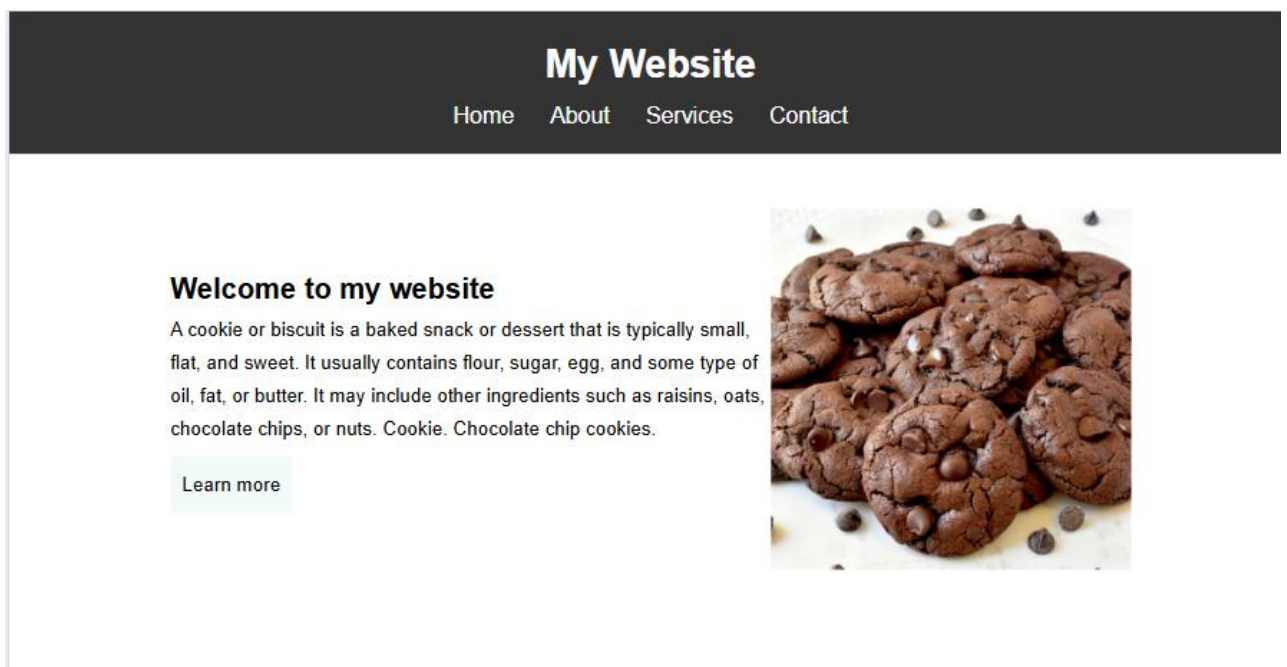 My Website
Home About Services Contact
Welcome to my website
A cookie or biscuit is a baked snack or dessert that is typically small,
flat, and sweet. It usually contains flour, sugar, egg, and some type of
oil, fat, or butter. It may include other ingredients such as raisins, oats,
chocolate chips, or nuts. Cookie. Chocolate chip cookies.
Learn more